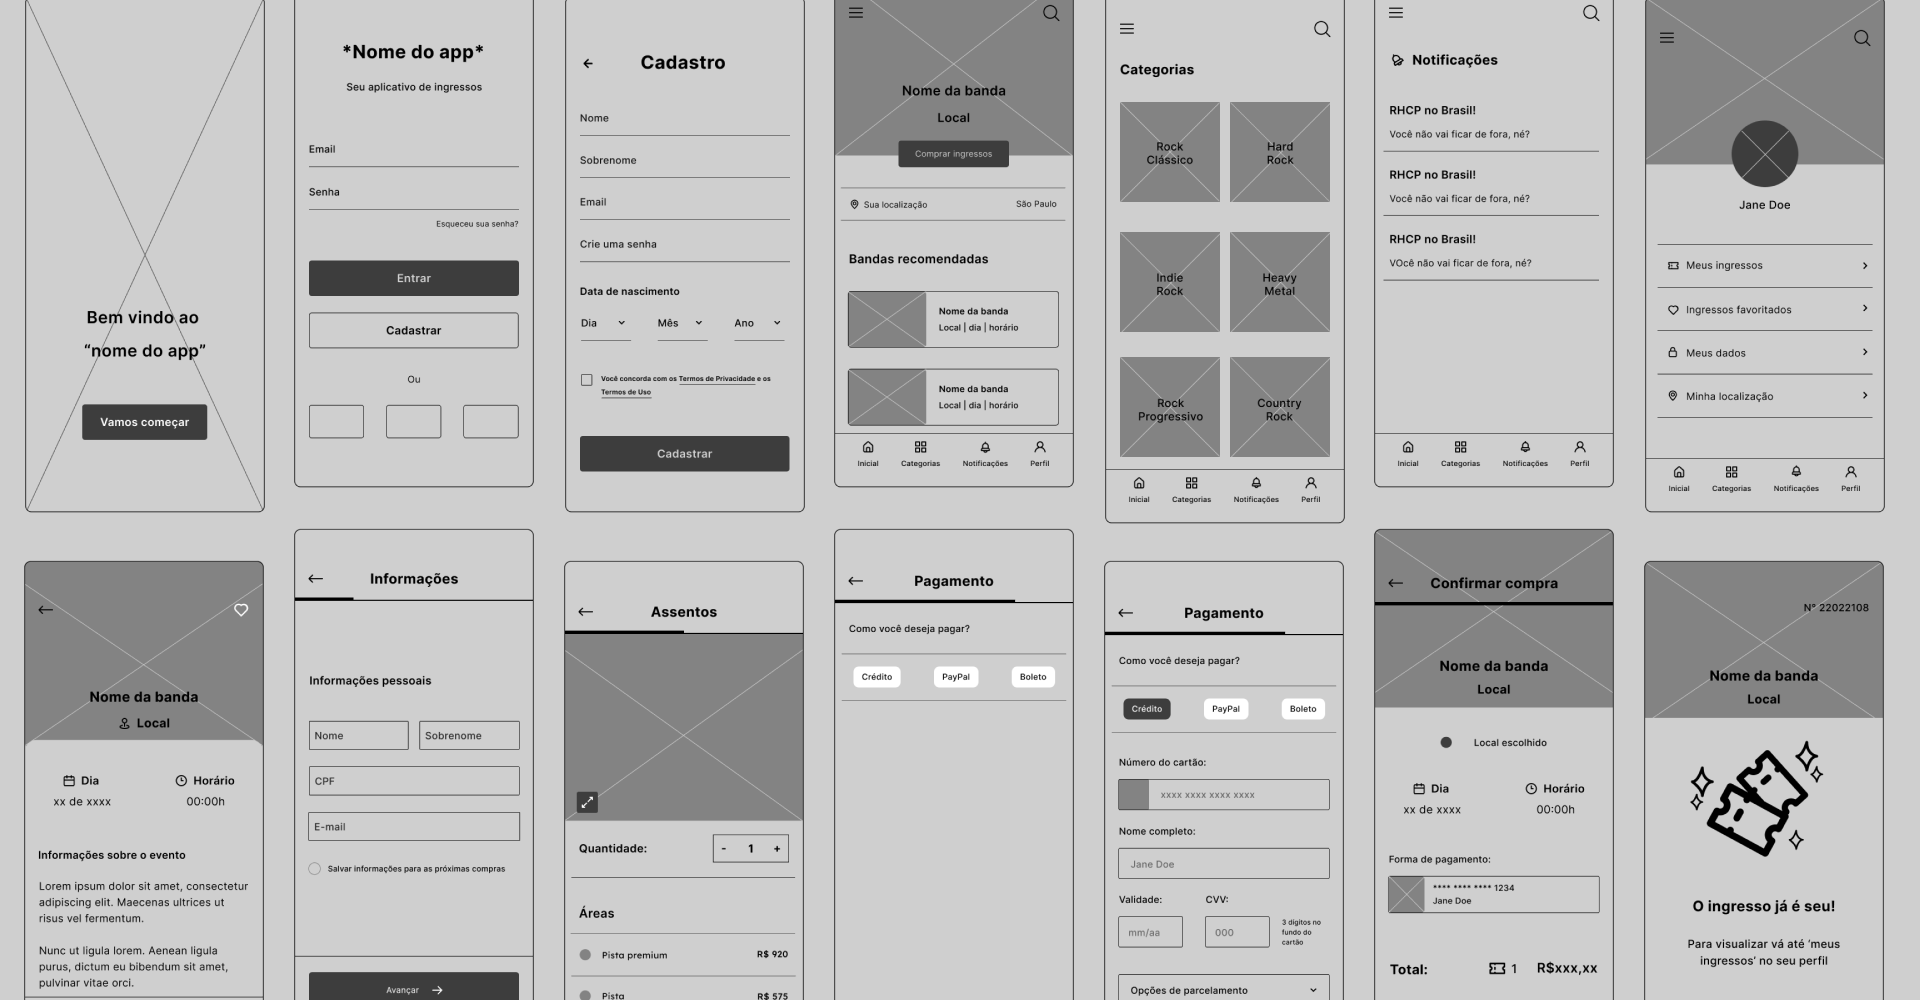 Bem vindo ao
“nome do app”
Vamos começar
*Nome do app*
Seu aplicativo de ingressos
Email
Senha
Esqueceu sua senha?
Entrar
Cadastrar
Ou
Cadastro
Nome
Sobrenome
Email
Crie uma senha
Data de nascimento
Dia Mês Ano
Você concorda com os Termos de Privacidade e os
Termos de Uso
Cadastrar
Nome da banda
Local
Comprar ingressos
Sua localização São Paulo
Bandas recomendadas
Nome da banda
Local | dia | horário
Nome da banda
Local | dia | horário
Inicial Categorias Notificações Perfil
Categorias
Rock
Clássico
Hard
Rock
Indie
Rock
Heavy
Metal
Rock
Progressivo
Country
Rock
Inicial Categorias Notificações Perfil
Notificações
RHCP no Brasil!
Você não vai ficar de fora, né?
RHCP no Brasil!
Você não vai ficar de fora, né?
RHCP no Brasil!
VOcê não vai ficar de fora, né?
Inicial Categorias Notificações Perfil
Jane Doe
Meus ingressos
Ingressos favoritados
Meus dados
Minha localização
Inicial Categorias Notificações Perfil
Nome da banda
Local
Dia Horário
xx de xxxx 00:00h
Informações sobre o evento
Lorem ipsum dolor sit amet, consectetur
adipiscing elit. Maecenas ultrices ut
risus vel fermentum.
Nunc ut ligula lorem. Aenean ligula
purus, dictum eu bibendum sit amet,
pulvinar vitae orci.
Informações
Informações pessoais
Nome Sobrenome
CPF
E-mail
Salvar informações para as próximas compras
Avançar
Assentos
Quantidade: - 1 +
Áreas
Pista premium R$ 920
Pista R$ 575
Pagamento
Como você deseja pagar?
Crédito PayPal Boleto
Pagamento
Como você deseja pagar?
Crédito PayPal Boleto
Número do cartão:
xxxx xxxx xxxx xxxx
Nome completo:
Jane Doe
Validade: CVV:
mm/aa 000
3 dígitos no
fundo do
cartão
Opções de parcelamento
Confirmar compra
Nome da banda
Local
Local escolhido
Dia Horário
xx de xxxx 00:00h
Forma de pagamento:
**** **** **** 1234
Jane Doe
Total: 1 R$xxx,xx
N° 22022108
Nome da banda
Local
O ingresso já é seu!
Para visualizar vá até ‘meus
ingressos’ no seu perfil